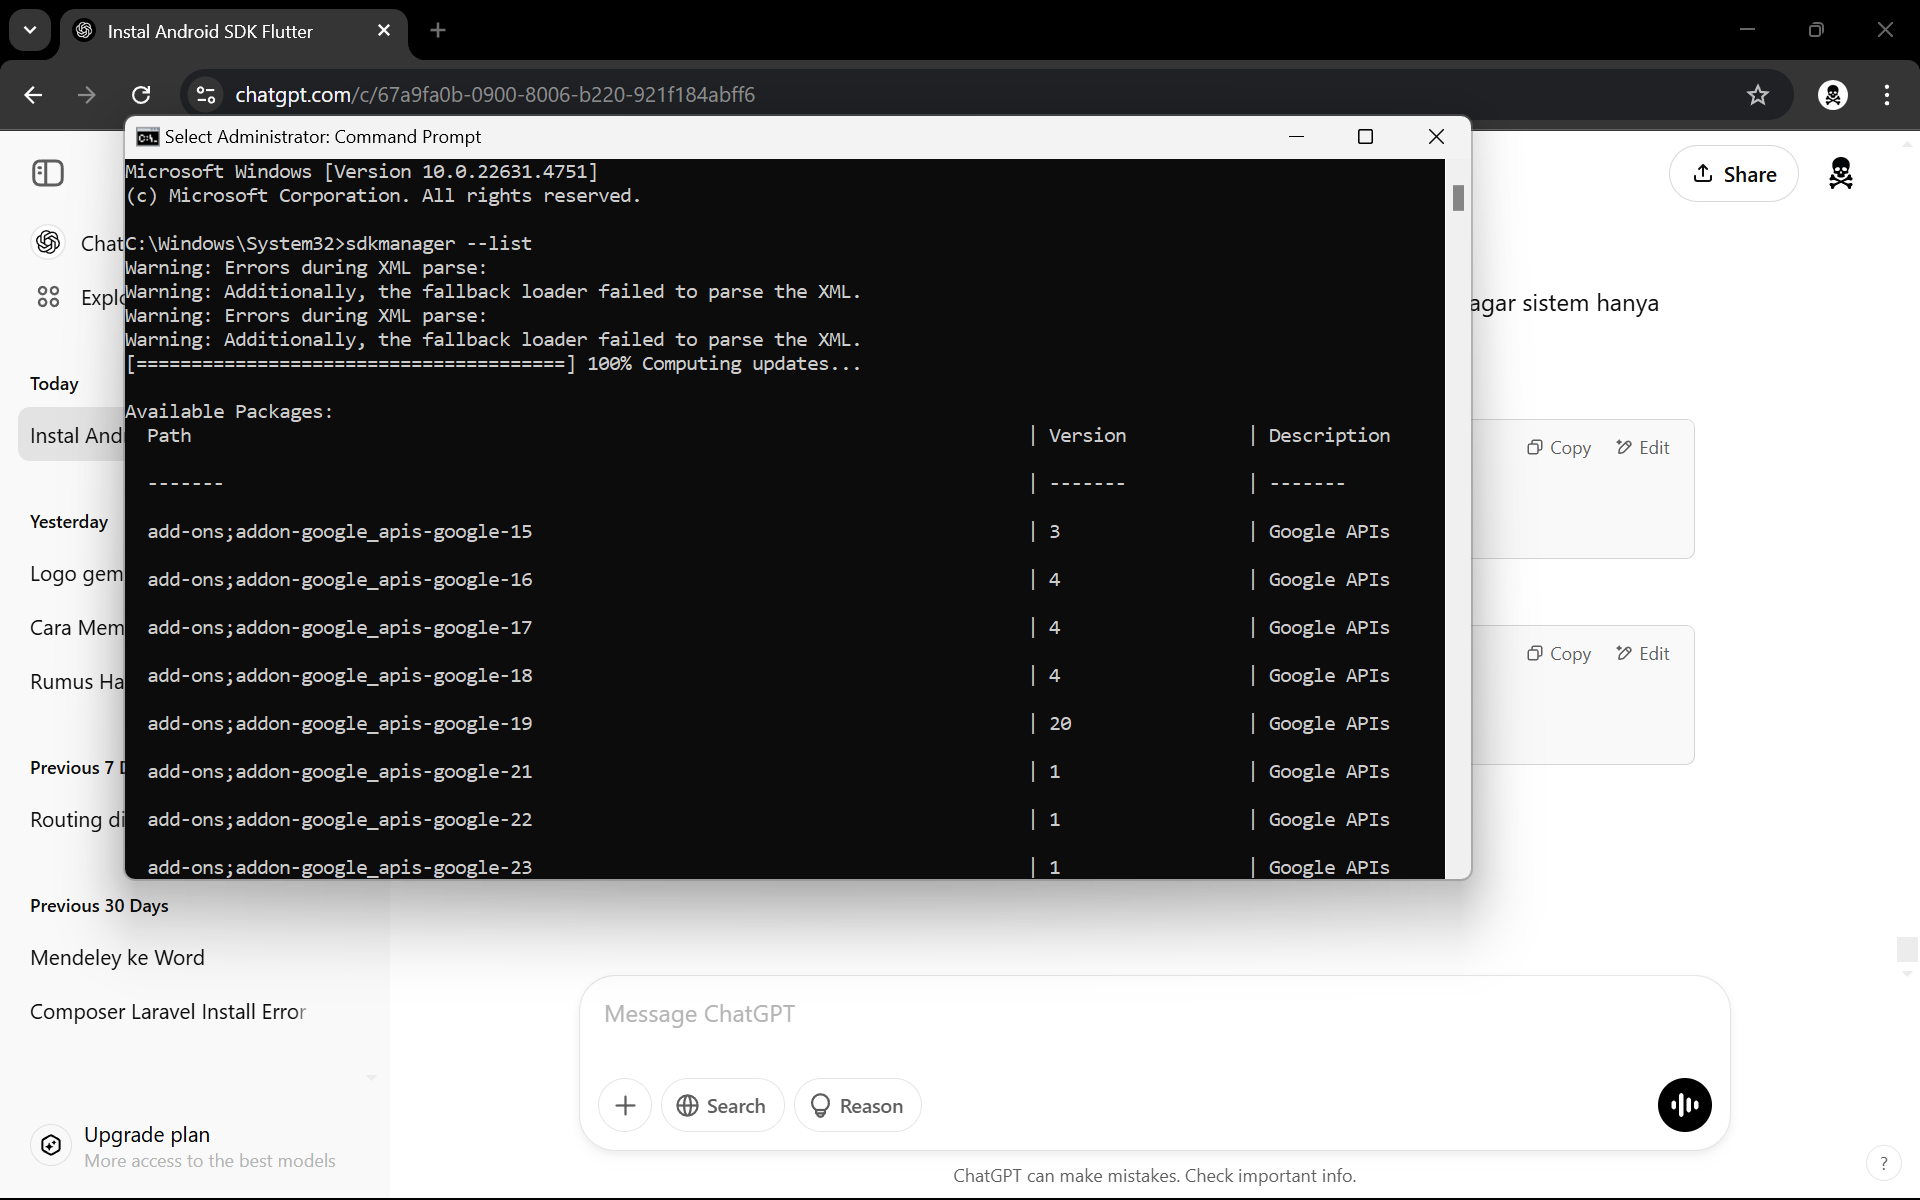 Instal Android SDK Flutter
chatgpt.com/c/67a9fa0b-0900-8006-b220-921f184abff6
Select Administrator: Command Prompt
Microsoft Windows [Version 10.0.22631.4751]
(c) Microsoft Corporation. All rights reserved.
C:\Windows\System32>sdkmanager --list
Warning: Errors during XML parse:
Warning: Additionally, the fallback loader failed to parse the XML.
Warning: Errors during XML parse:
Warning: Additionally, the fallback loader failed to parse the XML.
[=======================================] 100% Computing updates...
Available Packages:
Path | Version | Description
------- | ------- | -------
add-ons;addon-google_apis-google-15 | 3 | Google APIs
add-ons;addon-google_apis-google-16 | 4 | Google APIs
add-ons;addon-google_apis-google-17 | 4 | Google APIs
add-ons;addon-google_apis-google-18 | 4 | Google APIs
add-ons;addon-google_apis-google-19 | 20 | Google APIs
add-ons;addon-google_apis-google-21 | 1 | Google APIs
add-ons;addon-google_apis-google-22 | 1 | Google APIs
add-ons;addon-google_apis-google-23 | 1 | Google APIs
Chat
Explo
Today
Instal And
Yesterday
Logo gem
Cara Mem
Rumus Ha
Previous 7 D
Routing di
Previous 30 Days
Mendeley ke Word
Composer Laravel Install Error
Upgrade plan
More access to the best models
Share
agar sistem hanya
Copy Edit
Copy Edit
Message ChatGPT
Search Reason
ChatGPT can make mistakes. Check important info.
?